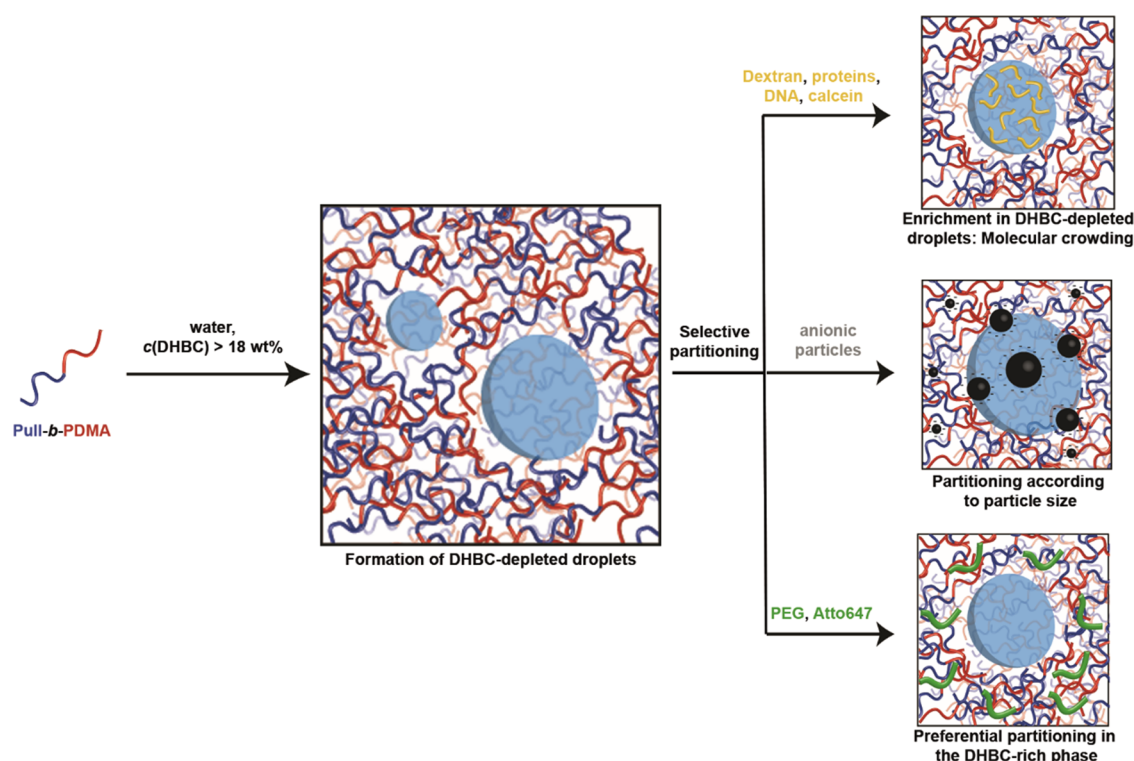 Pull-b-PDMA
water,
c(DHBC) > 18 wt%
Formation of DHBC-depleted droplets
Selective
partitioning
Dextran, proteins,
DNA, calcein
Enrichment in DHBC-depleted
droplets: Molecular crowding
anionic
particles
Partitioning according
to particle size
PEG, Atto647
Preferential partitioning in
the DHBC-rich phase